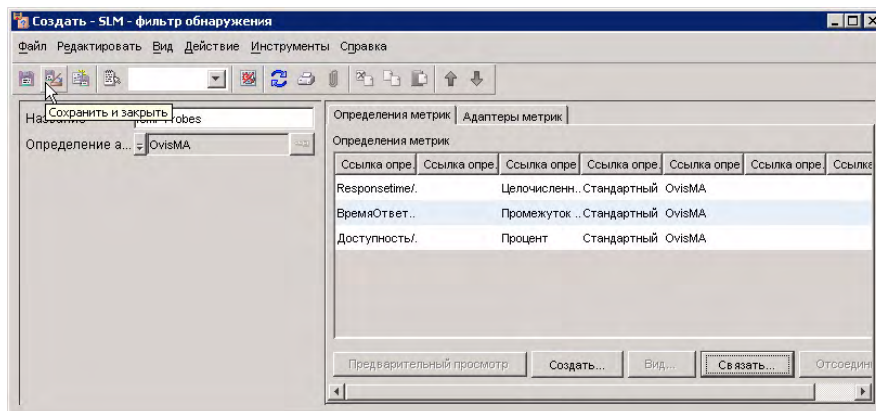 Создать - SLM - фильтр обнаружения
Файл Редактировать Вид Действие Инструменты Справка
Сохранить и закрыть
Probes
Определение а... OvisMA
Определения метрик Адаптеры метрик
Определения метрик
Ссылка опре. Ссылка опре. Ссылка опре Ссылка опре. Ссылка опре Ссылка опре. Ссылке
Responsetime/. Целочисленн.. Стандартный OvisMA
ВремяОтвет.. Промежуток .. Стандартный OvisMA
Доступность/. Процент Стандартный OvisMA
Предварительный просмотр Создать... Вид... Связать... Отсоедин